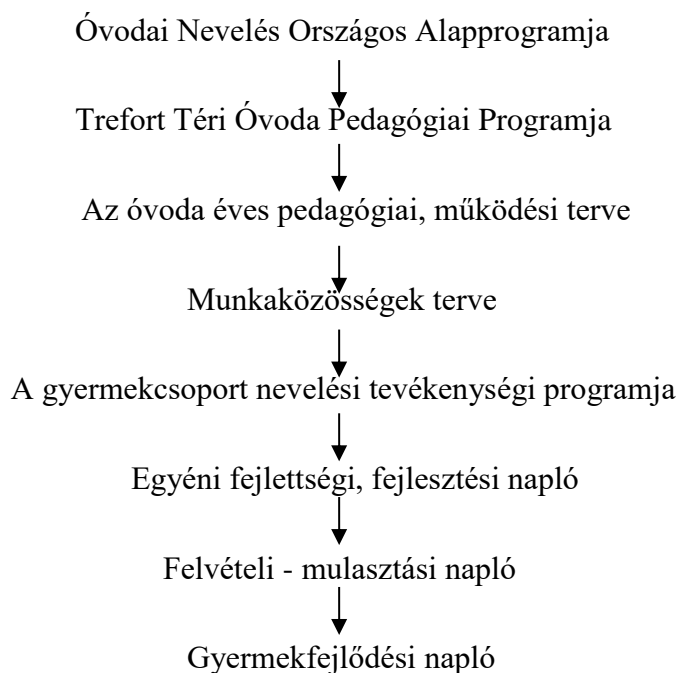 Óvodai Nevelés Országos Alapprogramja
Trefort Téri Óvoda Pedagógiai Programja
Az óvoda éves pedagógiai, működési terve
Munkaközösségek terve
A gyermekcsoport nevelési tevékenységi programja
Egyéni fejlettségi, fejlesztési napló
Felvételi - mulasztási napló
Gyermekfejlődési napló